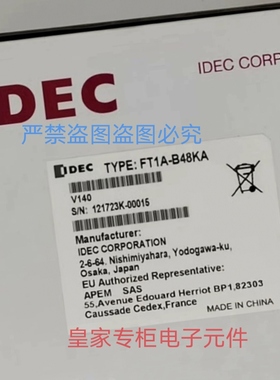 IDEC
IDEC CORP
严禁盗图盗图必究
IDEC TYPE: FT1A-B48KA
V140
S/N: 121723K-00015
Manufacturer:
IDEC CORPORATION
2-6-64, Nishimiyahara, Yodogawa-ku,
Osaka, Japan
EU Authorized Representative:
APEM SAS
55,Avenue Edouard Herriot BP1,82303
Caussade Cedex,France
MADE IN CHINA
皇家专柜电子元件